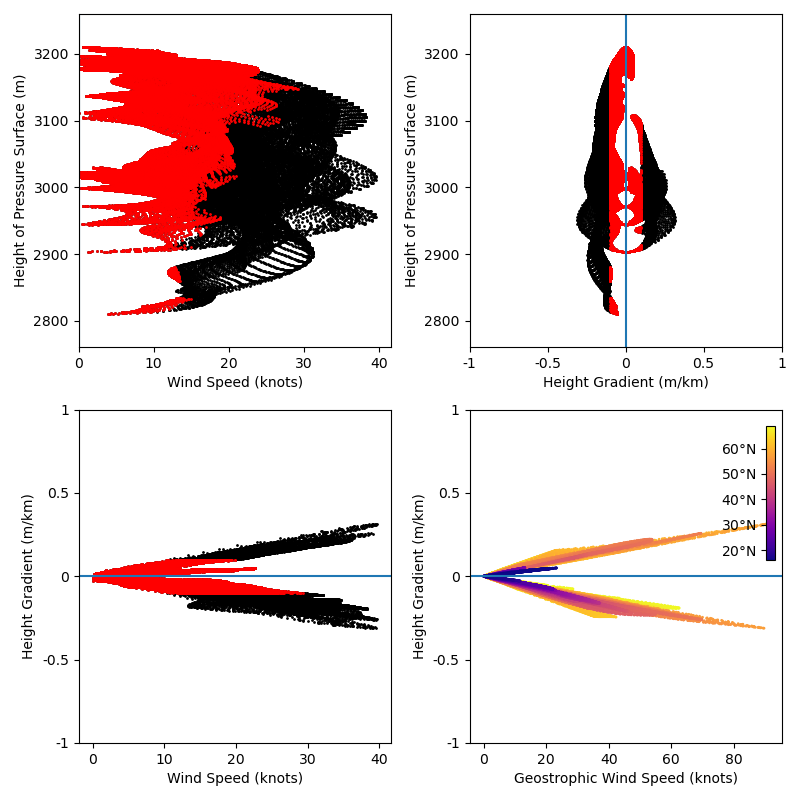 Height of Pressure Surface (m)
3200
3100
3000
2900
2800
0 10 20 30 40
Wind Speed (knots)
Height of Pressure Surface (m)
3200
3100
3000
2900
2800
-1 -0.5 0 0.5 1
Height Gradient (m/km)
Height Gradient (m/km)
1
0.5
0
-0.5
-1
0 10 20 30 40
Wind Speed (knots)
Height Gradient (m/km)
1
0.5
0
-0.5
-1
60°N
50°N
40°N
30°N
20°N
0 20 40 60 80
Geostrophic Wind Speed (knots)